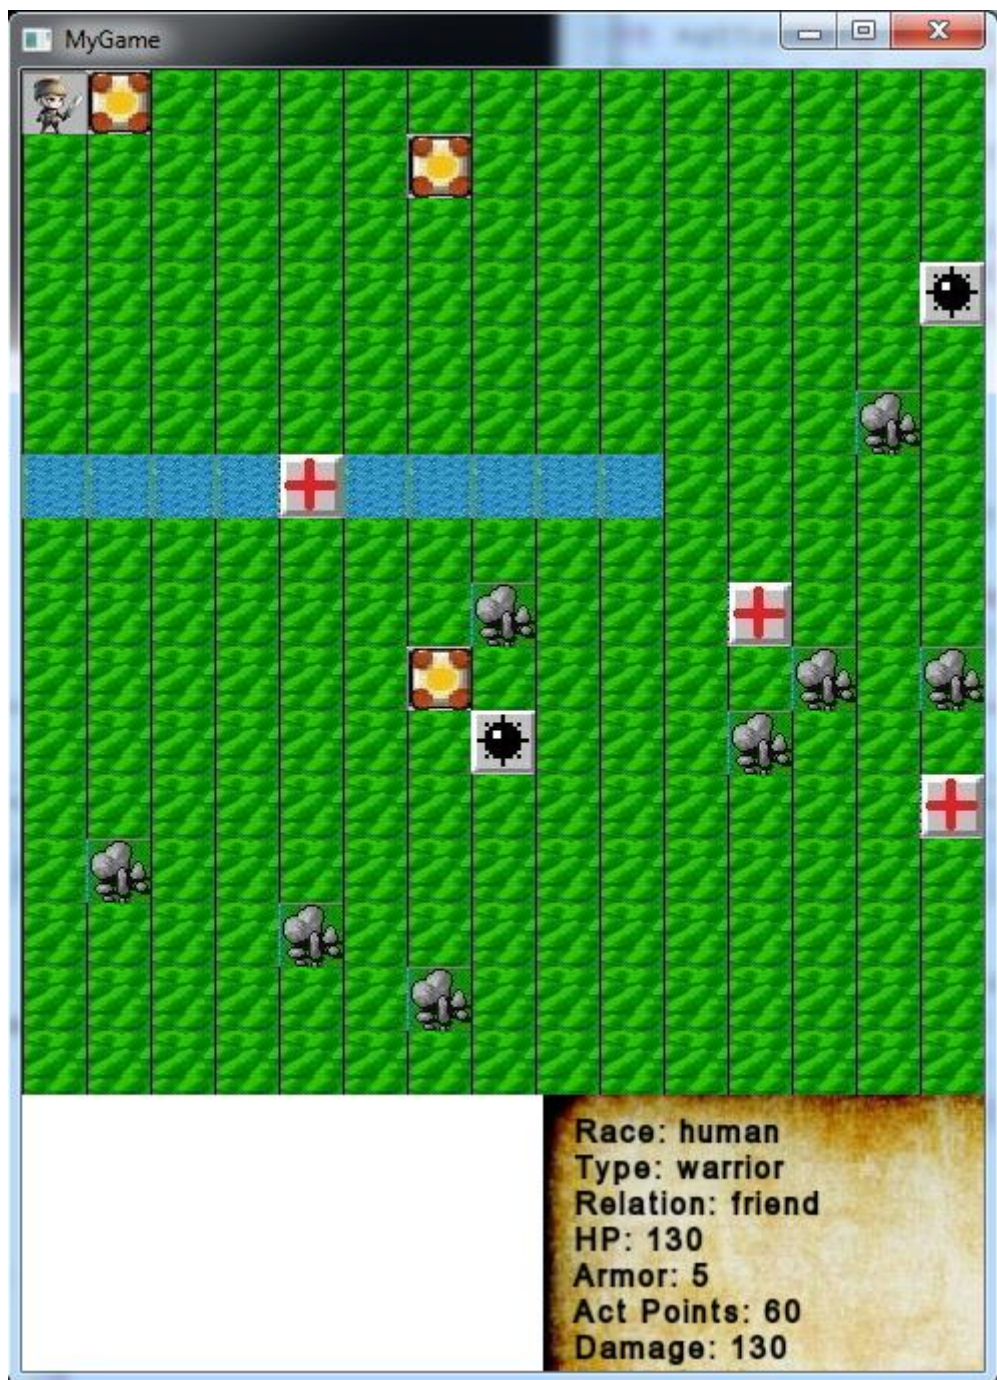 MyGame
Race: human
Type: warrior
Relation: friend
HP: 130
Armor: 5
Act Points: 60
Damage: 130